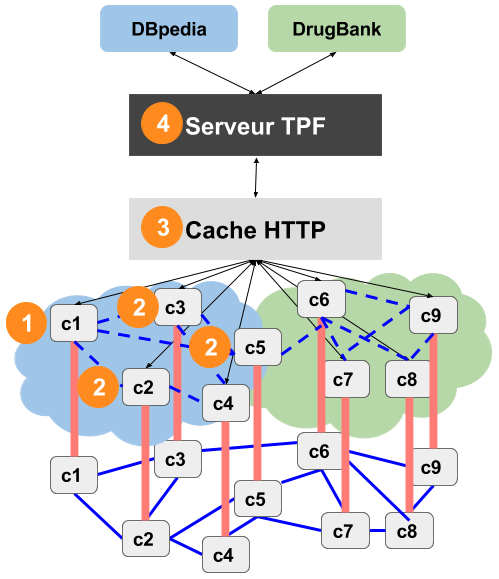 DBpedia
DrugBank
4 Serveur TPF
3 Cache HTTP
1
c1
2
c3
2
c5
c6
c9
2
c2
c4
c7
c8
c1
c3
c6
c9
c2
c5
c4
c7
c8